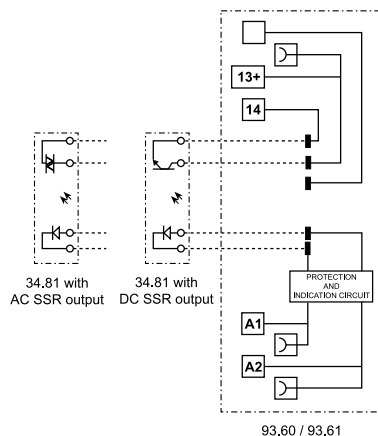 13+
14
34.81 with
AC SSR output
34.81 with
DC SSR output
PROTECTION
AND
INDICATION CIRCUIT
A1
A2
93.60 / 93.61